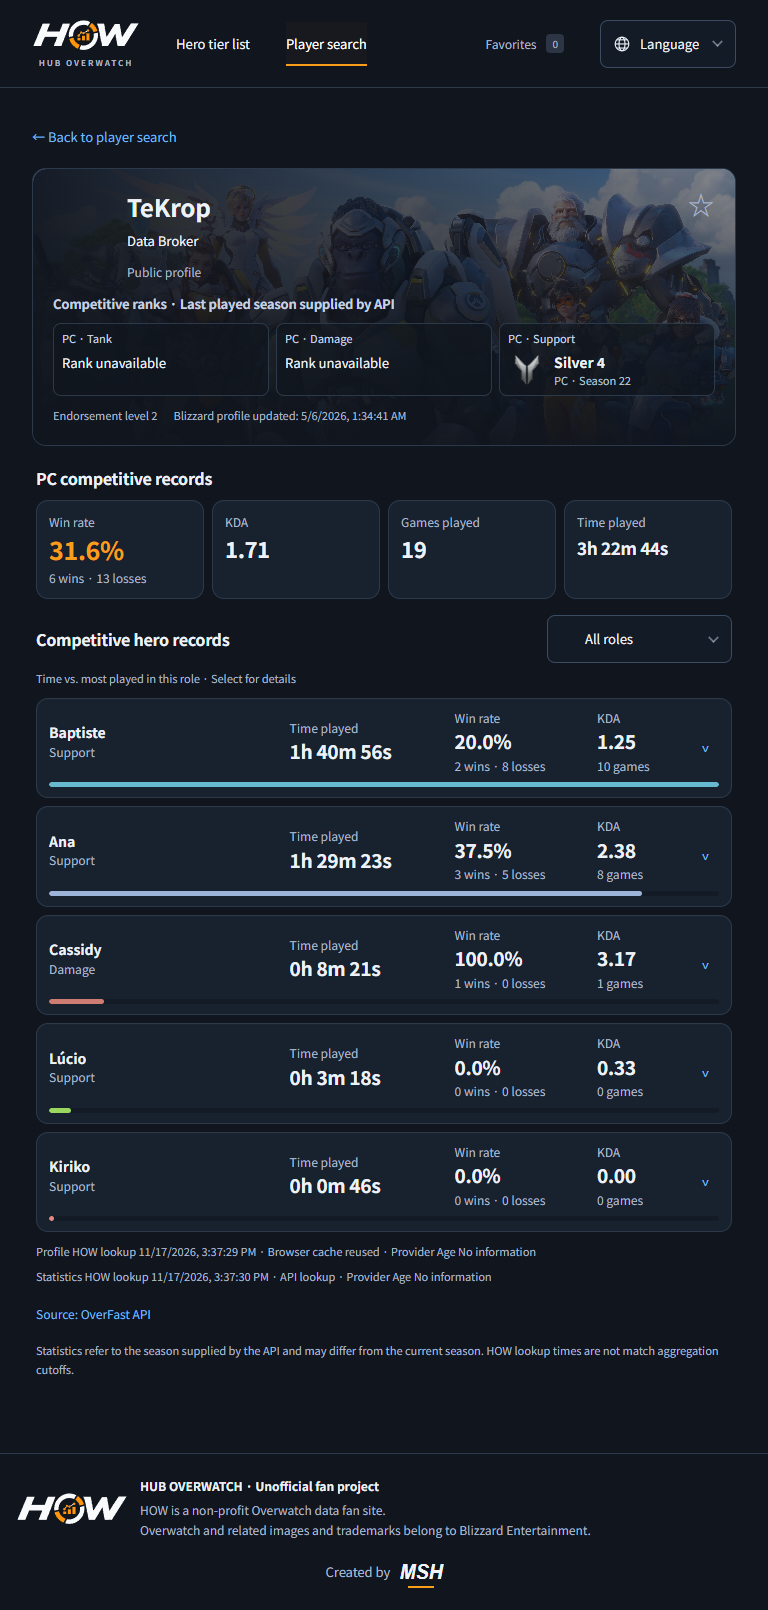 HOW
HUB OVERWATCH
Hero tier list
Player search
Favorites 0
Language
← Back to player search
TeKrop
Data Broker
Public profile
Competitive ranks · Last played season supplied by API
PC · Tank
Rank unavailable
PC · Damage
Rank unavailable
PC · Support
Silver 4
PC · Season 22
Endorsement level 2 Blizzard profile updated: 5/6/2026, 1:34:41 AM
PC competitive records
Win rate
31.6%
6 wins · 13 losses
KDA
1.71
Games played
19
Time played
3h 22m 44s
Competitive hero records
All roles
Time vs. most played in this role · Select for details
Baptiste
Support
Time played
1h 40m 56s
Win rate
20.0%
2 wins · 8 losses
KDA
1.25
10 games
v
Ana
Support
Time played
1h 29m 23s
Win rate
37.5%
3 wins · 5 losses
KDA
2.38
8 games
v
Cassidy
Damage
Time played
0h 8m 21s
Win rate
100.0%
1 wins · 0 losses
KDA
3.17
1 games
v
Lúcio
Support
Time played
0h 3m 18s
Win rate
0.0%
0 wins · 0 losses
KDA
0.33
0 games
v
Kiriko
Support
Time played
0h 0m 46s
Win rate
0.0%
0 wins · 0 losses
KDA
0.00
0 games
v
Profile HOW lookup 11/17/2026, 3:37:29 PM · Browser cache reused · Provider Age No information
Statistics HOW lookup 11/17/2026, 3:37:30 PM · API lookup · Provider Age No information
Source: OverFast API
Statistics refer to the season supplied by the API and may differ from the current season. HOW lookup times are not match aggregation
cutoffs.
HOW
HUB OVERWATCH · Unofficial fan project
HOW is a non-profit Overwatch data fan site.
Overwatch and related images and trademarks belong to Blizzard Entertainment.
Created by MSH